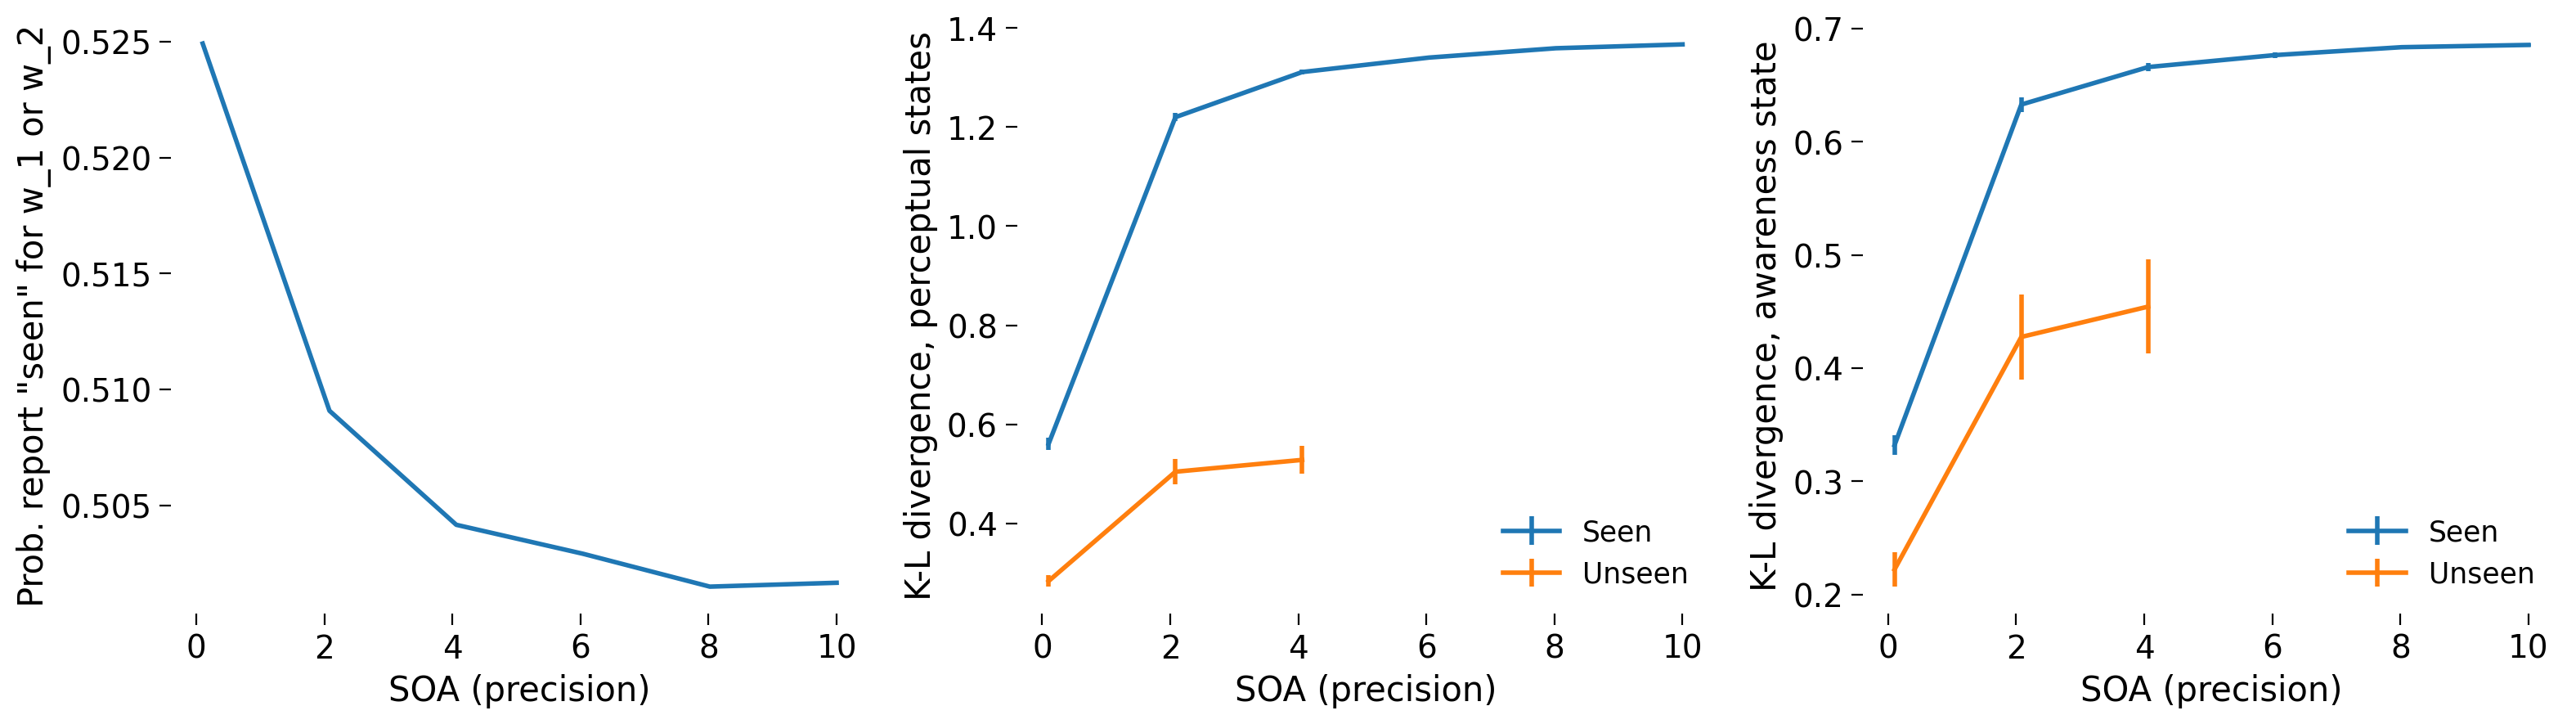 Prob. report "seen" for w_1 or w_2
0.525
0.520
0.515
0.510
0.505
0 2 4 6 8 10
SOA (precision)
K-L divergence, perceptual states
1.4
1.2
1.0
0.8
0.6
0.4
0 2 4 6 8 10
SOA (precision)
Seen
Unseen
K-L divergence, awareness state
0.7
0.6
0.5
0.4
0.3
0.2
0 2 4 6 8 10
SOA (precision)
Seen
Unseen